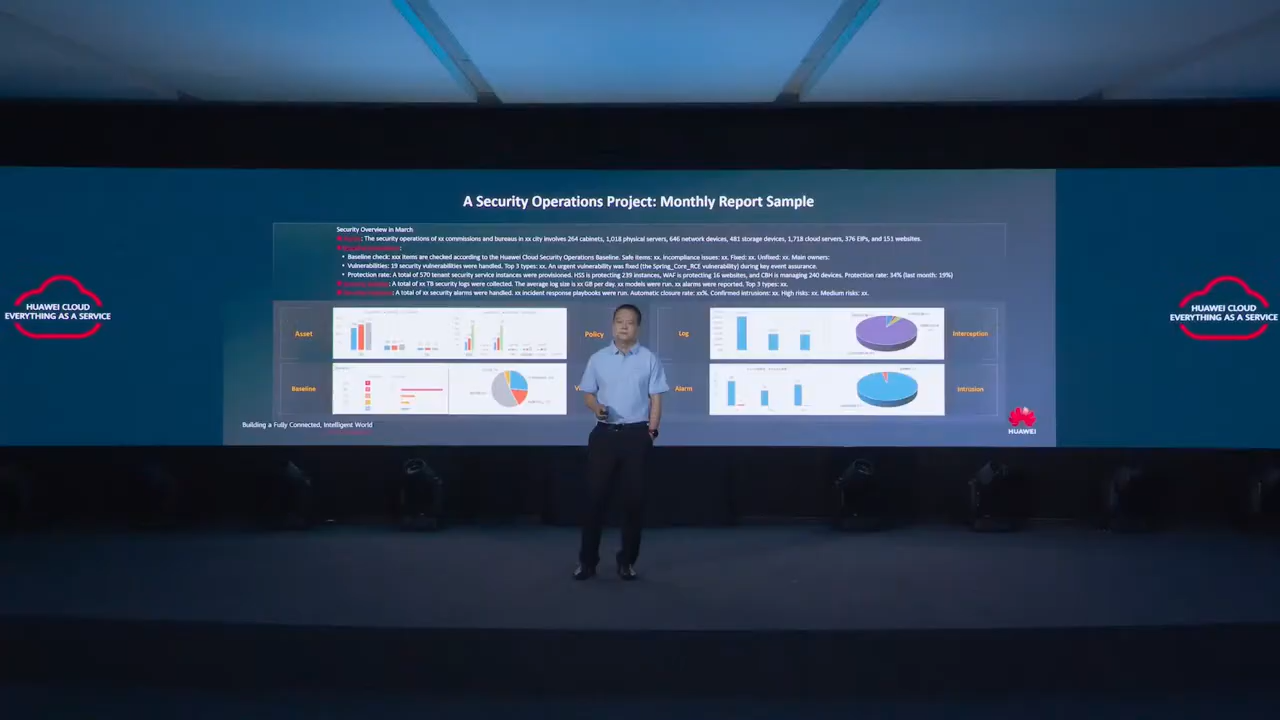 A Security Operations Project: Monthly Report Sample
Security Overview in March
: The security operations of xx commissions and bureaus in xx city involves 264 cabinets, 1,018 physical servers, 646 network devices, 481 storage devices, 1,718 cloud servers, 376 EIPs, and 151 websites.
• Baseline check: xxx items are checked according to the Huawei Cloud Security Operations Baseline. Safe items: xx. Incompliance issues: xx. Fixed: xx. Unfixed: xx. Main owners:
• Vulnerabilities: 19 security vulnerabilities were handled. Top 3 types: xx. An urgent vulnerability was fixed (the Spring_Core_RCE vulnerability) during key event assurance.
• Protection rate: A total of 570 tenant security service instances were provisioned. HSS is protecting 239 instances, WAF is protecting 16 websites, and CBH is managing 240 devices. Protection rate: 34% (last month: 19%)
: A total of xx TB security logs were collected. The average log size is xx GB per day. xx models were run. xx alarms were reported. Top 3 types: xx.
: A total of xx security alarms were handled. xx incident response playbooks were run. Automatic closure rate: xx%. Confirmed intrusions: xx. High risks: xx. Medium risks: xx.
HUAWEI CLOUD
EVERYTHING AS A SERVICE
HUAWEI CLOUD
EVERYTHING AS A SERVICE
Asset
Policy
Log
Interception
Baseline
Alarm
Intrusion
Building a Fully Connected, Intelligent World
HUAWEI